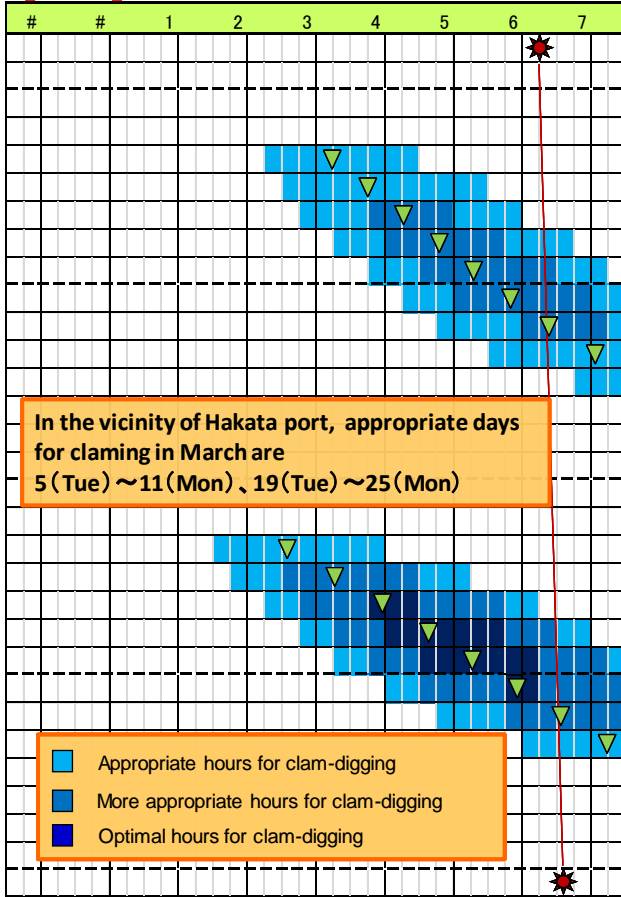 # # 1 2 3 4 5 6 7
In the vicinity of Hakata port, appropriate days
for claming in March are
5(Tue)～11(Mon)、19(Tue)～25(Mon)
Appropriate hours for clam-digging
More appropriate hours for clam-digging
Optimal hours for clam-digging